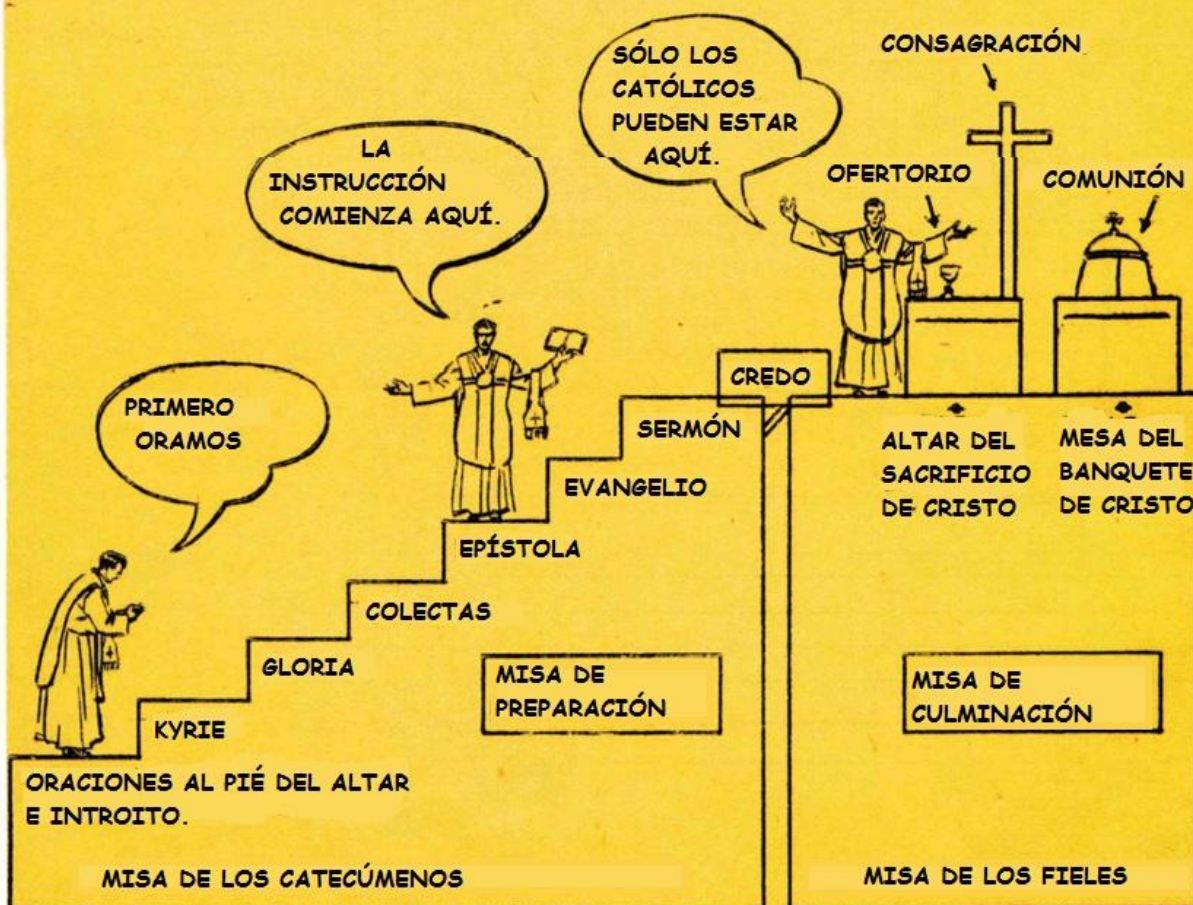 CONSAGRACIÓN
SÓLO LOS
CATÓLICOS
PUEDEN ESTAR
AQUÍ.
OFERTORIO
COMUNIÓN
LA
INSTRUCCIÓN
COMIENZA AQUÍ.
PRIMERO
ORAMOS
CREDO
SERMÓN
EVANGELIO
EPÍSTOLA
COLECTAS
GLORIA
KYRIE
ORACIONES AL PIÉ DEL ALTAR
E INTROITO.
ALTAR DEL
SACRIFICIO
DE CRISTO
MESA DEL
BANQUETE
DE CRISTO
MISA DE
PREPARACIÓN
MISA DE
CULMINACIÓN
MISA DE LOS CATECÚMENOS
MISA DE LOS FIELES